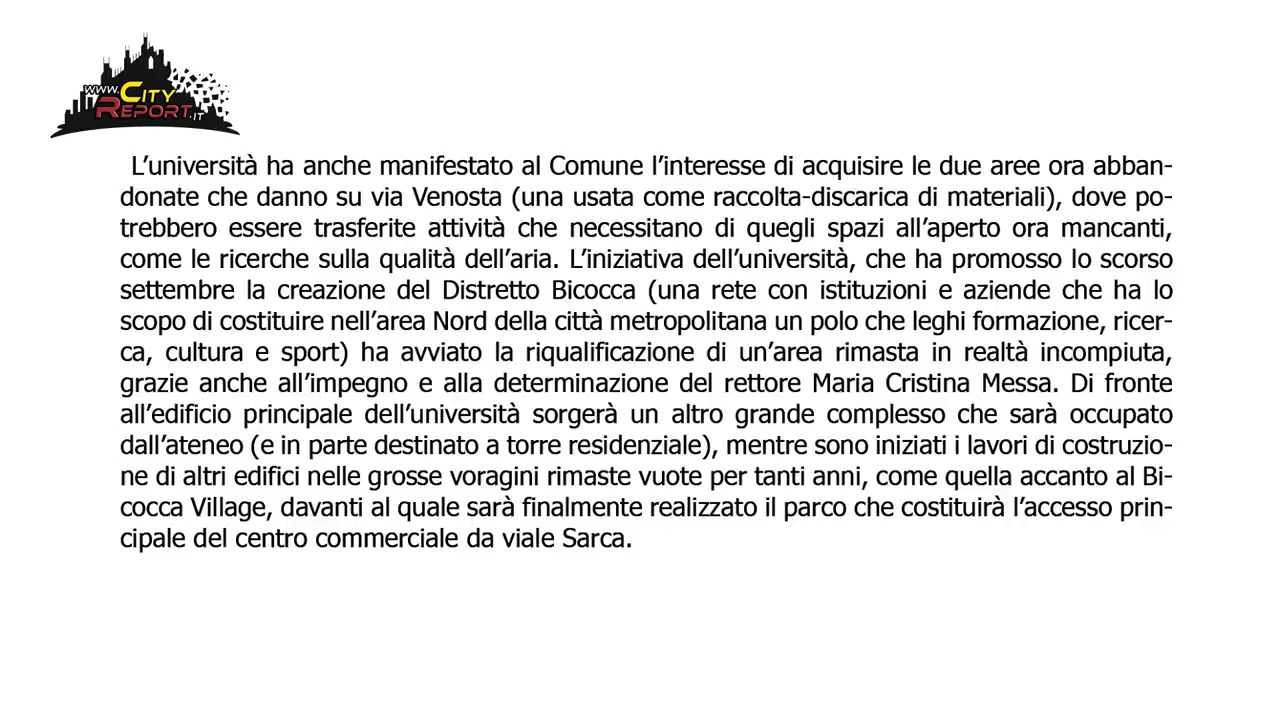 www.CITY
REPORT.IT
L’università ha anche manifestato al Comune l’interesse di acquisire le due aree ora abban-
donate che danno su via Venosta (una usata come raccolta-discarica di materiali), dove po-
trebbero essere trasferite attività che necessitano di quegli spazi all’aperto ora mancanti,
come le ricerche sulla qualità dell’aria. L’iniziativa dell’università, che ha promosso lo scorso
settembre la creazione del Distretto Bicocca (una rete con istituzioni e aziende che ha lo
scopo di costituire nell’area Nord della città metropolitana un polo che leghi formazione, ricer-
ca, cultura e sport) ha avviato la riqualificazione di un’area rimasta in realtà incompiuta,
grazie anche all’impegno e alla determinazione del rettore Maria Cristina Messa. Di fronte
all’edificio principale dell’università sorgerà un altro grande complesso che sarà occupato
dall’ateneo (e in parte destinato a torre residenziale), mentre sono iniziati i lavori di costruzio-
ne di altri edifici nelle grosse voragini rimaste vuote per tanti anni, come quella accanto al Bi-
cocca Village, davanti al quale sarà finalmente realizzato il parco che costituirà l’accesso prin-
cipale del centro commerciale da viale Sarca.